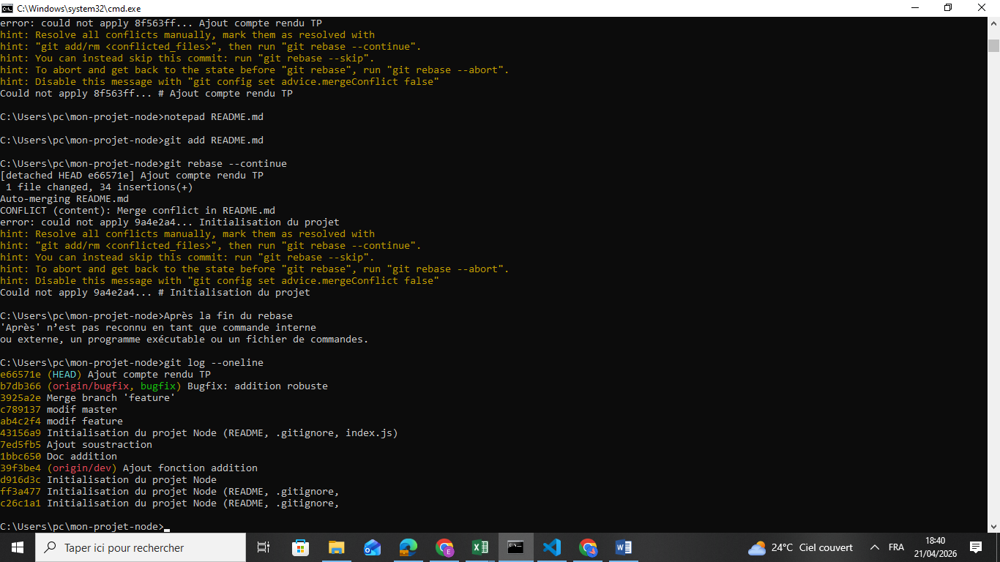 C:\Windows\system32\cmd.exe
error: could not apply 8f563ff... Ajout compte rendu TP
hint: Resolve all conflicts manually, mark them as resolved with
hint: "git add/rm <conflicted_files>", then run "git rebase --continue".
hint: You can instead skip this commit: run "git rebase --skip".
hint: To abort and get back to the state before "git rebase", run "git rebase --abort".
hint: Disable this message with "git config set advice.mergeConflict false"
Could not apply 8f563ff... # Ajout compte rendu TP
C:\Users\pc\mon-projet-node>notepad README.md
C:\Users\pc\mon-projet-node>git add README.md
C:\Users\pc\mon-projet-node>git rebase --continue
[detached HEAD e66571e] Ajout compte rendu TP
 1 file changed, 34 insertions(+)
Auto-merging README.md
CONFLICT (content): Merge conflict in README.md
error: could not apply 9a4e2a4... Initialisation du projet
hint: Resolve all conflicts manually, mark them as resolved with
hint: "git add/rm <conflicted_files>", then run "git rebase --continue".
hint: You can instead skip this commit: run "git rebase --skip".
hint: To abort and get back to the state before "git rebase", run "git rebase --abort".
hint: Disable this message with "git config set advice.mergeConflict false"
Could not apply 9a4e2a4... # Initialisation du projet
C:\Users\pc\mon-projet-node>Après la fin du rebase
'Après' n’est pas reconnu en tant que commande interne
ou externe, un programme exécutable ou un fichier de commandes.
C:\Users\pc\mon-projet-node>git log --oneline
e66571e (HEAD) Ajout compte rendu TP
b7db366 (origin/bugfix, bugfix) Bugfix: addition robuste
3925a2e Merge branch 'feature'
c789137 modif master
ab4c2f4 modif feature
43156a9 Initialisation du projet Node (README, .gitignore, index.js)
7ed5fb5 Ajout soustraction
1bbc650 Doc addition
39f3be4 (origin/dev) Ajout fonction addition
d916d3c Initialisation du projet Node
ff3a477 Initialisation du projet Node (README, .gitignore,
c26c1a1 Initialisation du projet Node (README, .gitignore,
C:\Users\pc\mon-projet-node>
Taper ici pour rechercher
24°C Ciel couvert
FRA
18:40
21/04/2026